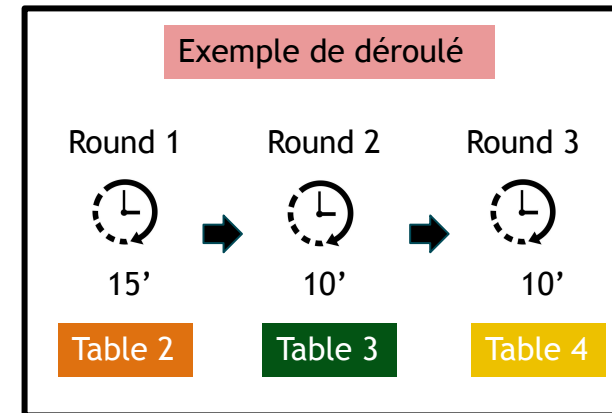 Exemple de déroulé
Round 1 Round 2 Round 3
15’ 10’ 10’
Table 2 Table 3 Table 4